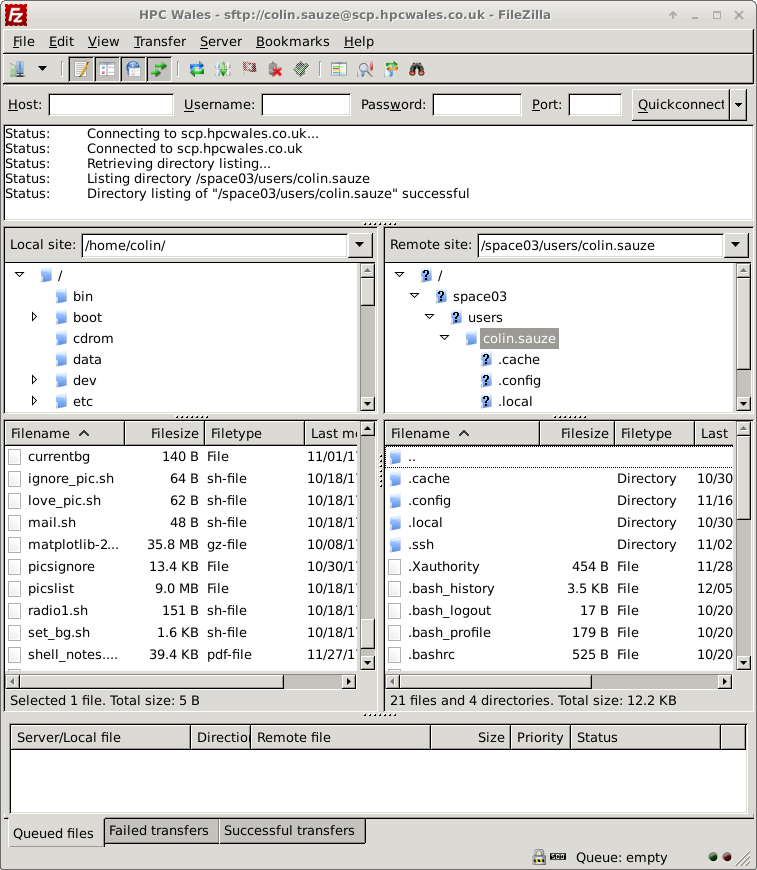 HPC Wales - sftp://colin.sauze@scp.hpcwales.co.uk - FileZilla
File Edit View Transfer Server Bookmarks Help
Host: Username: Password: Port: Quickconnect
Status: Connecting to scp.hpcwales.co.uk...
Status: Connected to scp.hpcwales.co.uk
Status: Retrieving directory listing...
Status: Listing directory /space03/users/colin.sauze
Status: Directory listing of "/space03/users/colin.sauze" successful
Local site: /home/colin/
/
bin
boot
cdrom
data
dev
etc
Remote site: /space03/users/colin.sauze
/
space03
users
colin.sauze
.cache
.config
.local
Filename Filesize Filetype Last m
currentbg 140 B File 11/01/1
ignore_pic.sh 64 B sh-file 10/18/1
love_pic.sh 62 B sh-file 10/18/1
mail.sh 48 B sh-file 10/18/1
matplotlib-2... 35.8 MB gz-file 10/08/1
picsignore 13.4 KB File 10/30/1
picslist 9.0 MB File 10/18/1
radio1.sh 151 B sh-file 10/18/1
set_bg.sh 1.6 KB sh-file 10/18/1
shell_notes.... 39.4 KB pdf-file 11/27/1
Selected 1 file. Total size: 5 B
Filename Filesize Filetype Last
..
.cache Directory 10/30
.config Directory 11/16
.local Directory 10/30
.ssh Directory 11/02
.Xauthority 454 B File 11/28
.bash_history 3.5 KB File 12/05
.bash_logout 17 B File 10/20
.bash_profile 179 B File 10/20
.bashrc 525 B File 10/20
21 files and 4 directories. Total size: 12.2 KB
Server/Local file Direction Remote file Size Priority Status
Queued files Failed transfers Successful transfers
Queue: empty